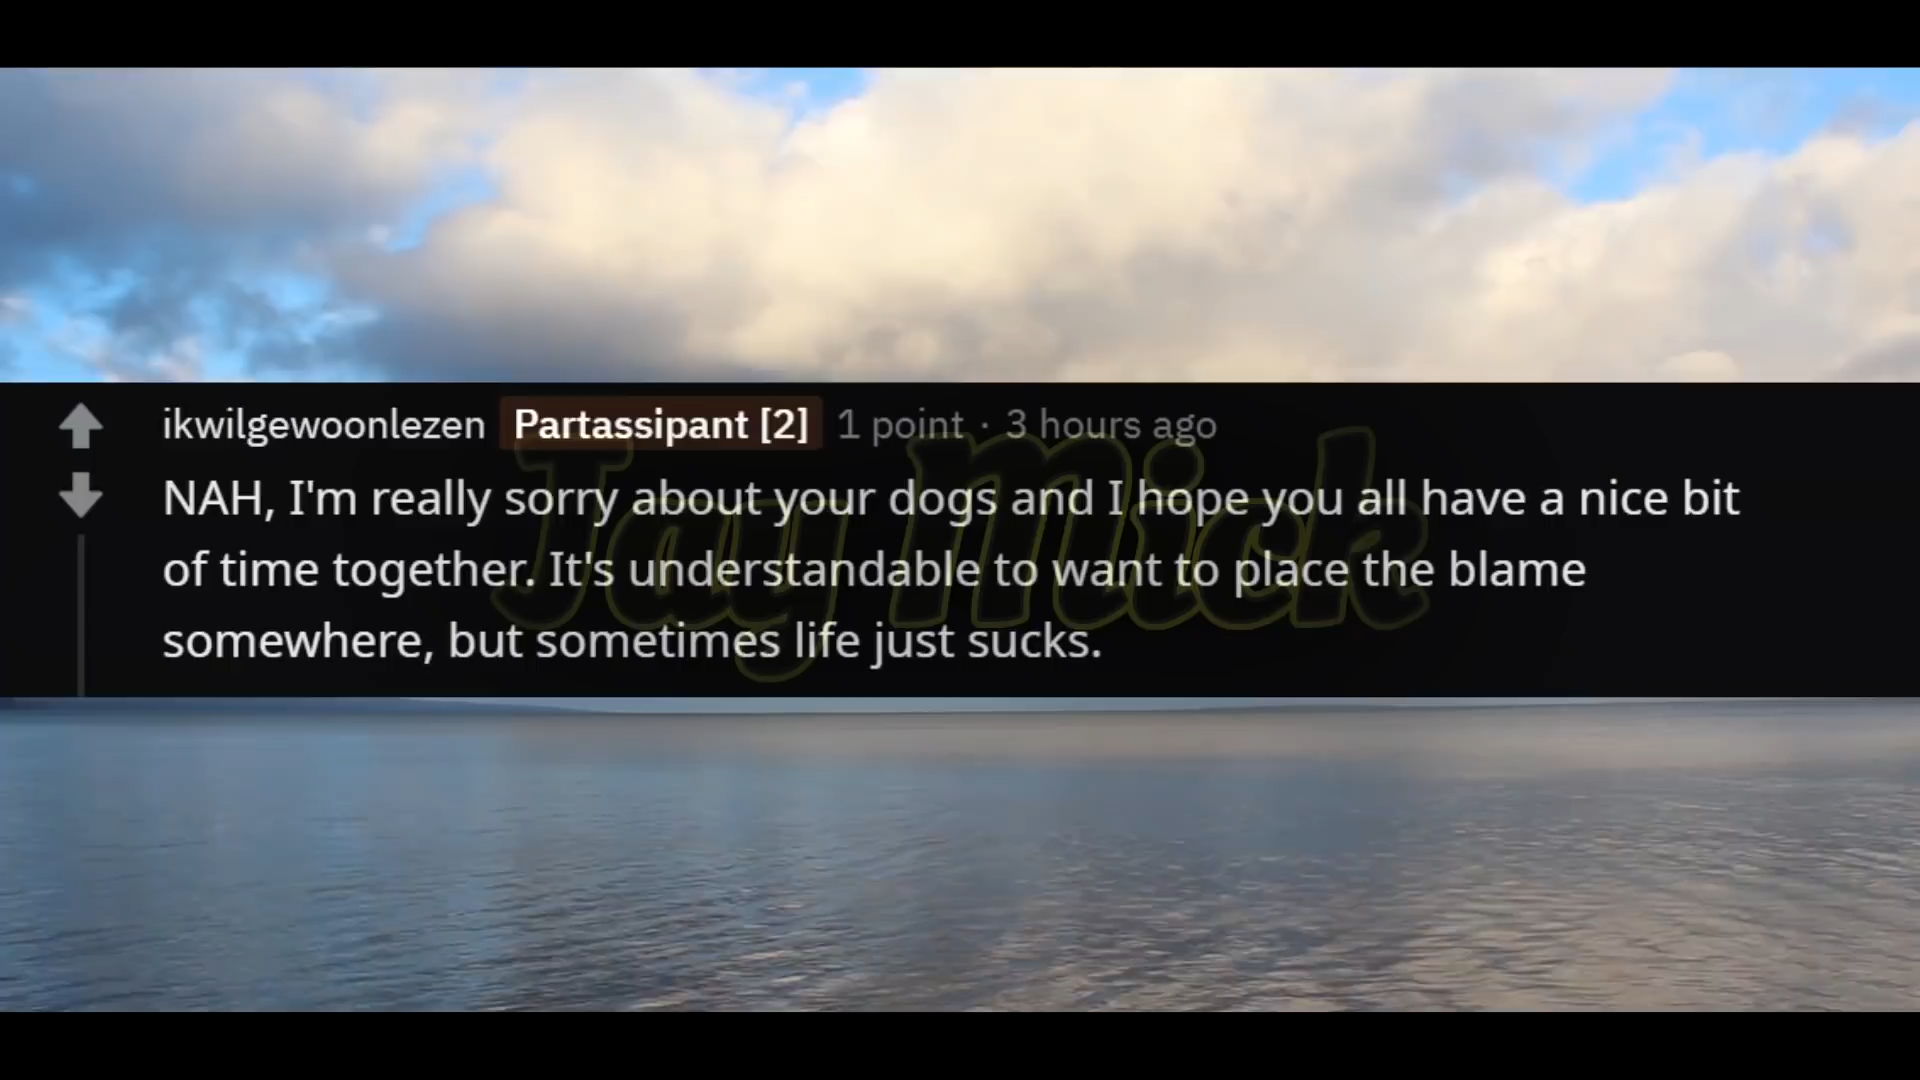 ikwilgewoonlezen Partassipant [2] 1 point · 3 hours ago
NAH, I'm really sorry about your dogs and I hope you all have a nice bit
of time together. It's understandable to want to place the blame
somewhere, but sometimes life just sucks.
Jay Mick